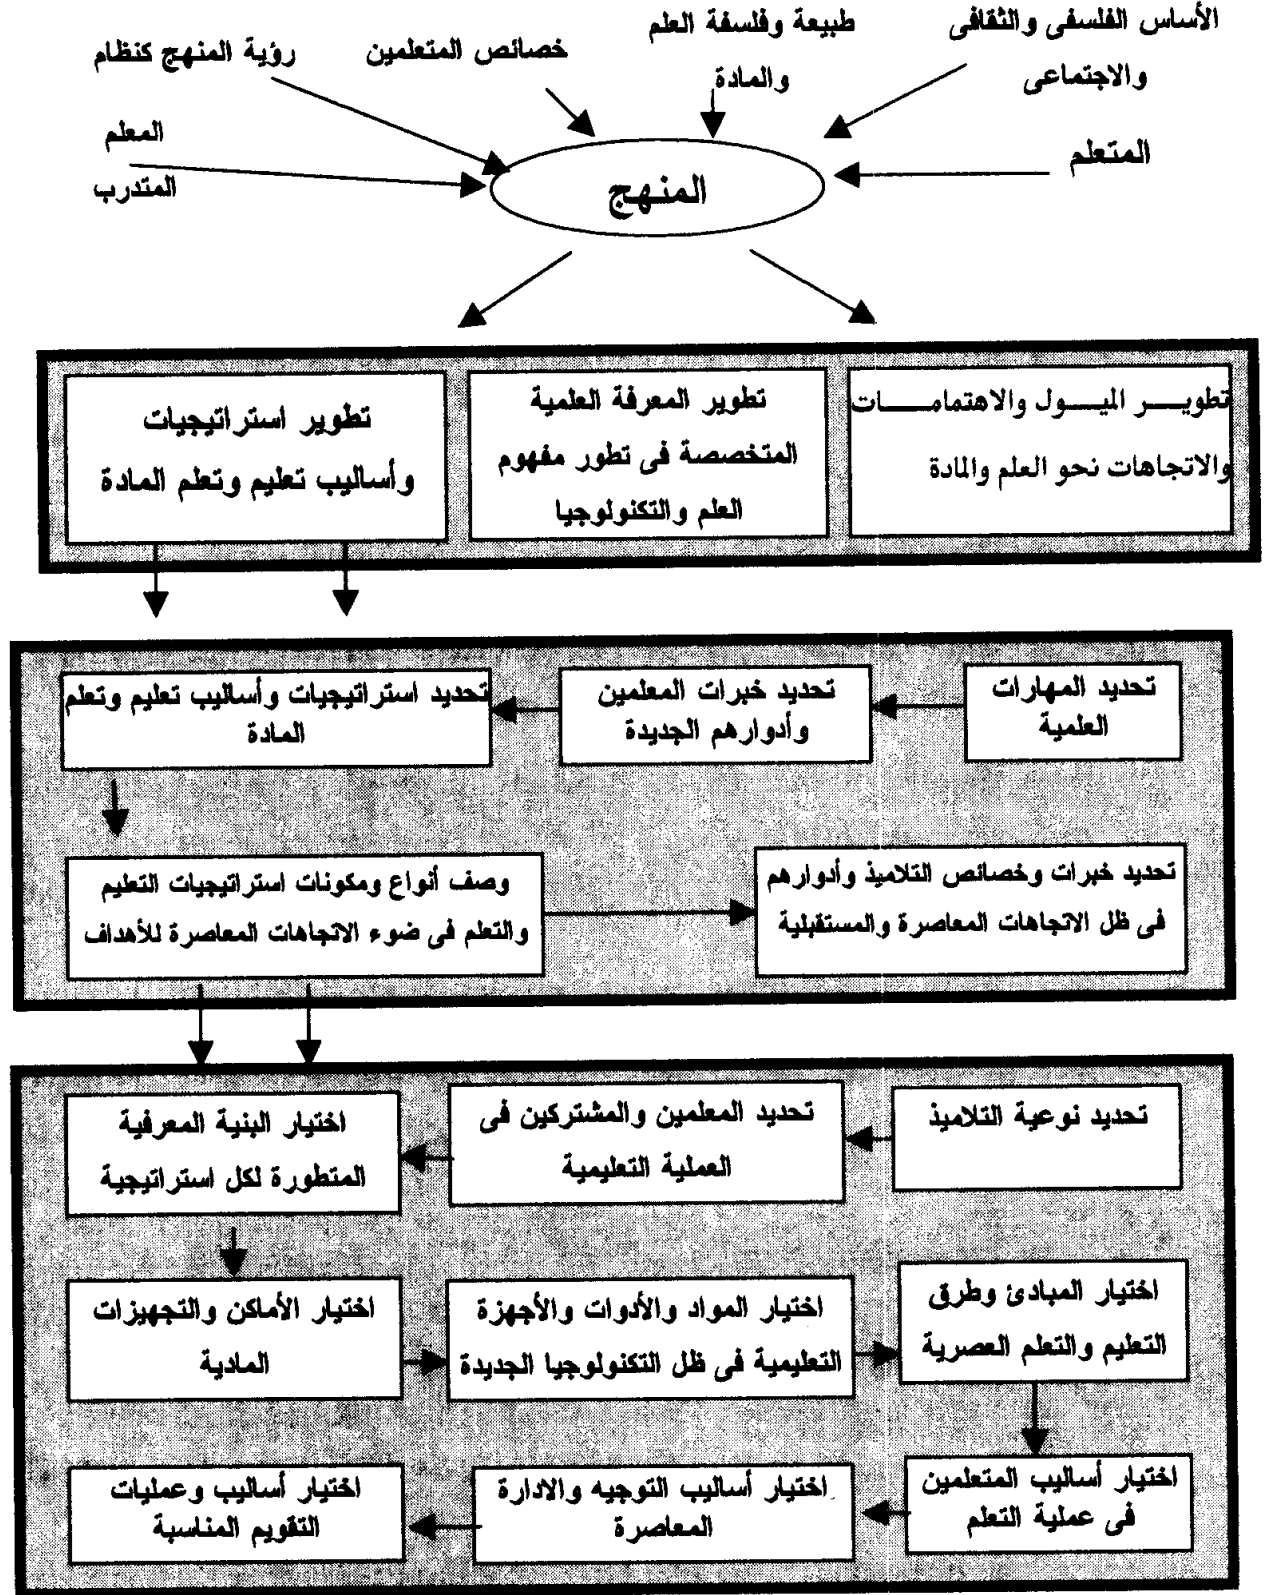 الأساس الفلسفى والثقافى
والاجتماعى
طبيعة وفلسفة العلم
والمادة
خصائص المتعلمين
رؤية المنهج كنظام
المتعلم
المعلم
المتدرب
المنهج
تطويـــر الميـــول والاهتمامـــات
والاتجاهات نحو العلم والمادة
تطوير المعرفة العلمية
المتخصصة فى تطور مفهوم
العلم والتكنولوجيا
تطوير استراتيجيات
وأساليب تعليم وتعلم المادة
تحديد المهارات
العلمية
تحديد خبرات المعلمين
وأدوارهم الجديدة
تحديد استراتيجيات وأساليب تعليم وتعلم
المادة
وصف أنواع ومكونات استراتيجيات التعليم
والتعلم فى ضوء الاتجاهات المعاصرة للأهداف
تحديد خبرات وخصائص التلاميذ وأدوارهم
فى ظل الاتجاهات المعاصرة والمستقبلية
تحديد نوعية التلاميذ
تحديد المعلمين والمشتركين فى
العملية التعليمية
اختيار البنية المعرفية
المتطورة لكل استراتيجية
اختيار الأماكن والتجهيزات
المادية
اختيار المواد والأدوات والأجهزة
التعليمية فى ظل التكنولوجيا الجديدة
اختيار المبادئ وطرق
التعليم والتعلم العصرية
اختيار أساليب المتعلمين
فى عملية التعلم
اختيار أساليب التوجيه والادارة
المعاصرة
اختيار أساليب وعمليات
التقويم المناسبة